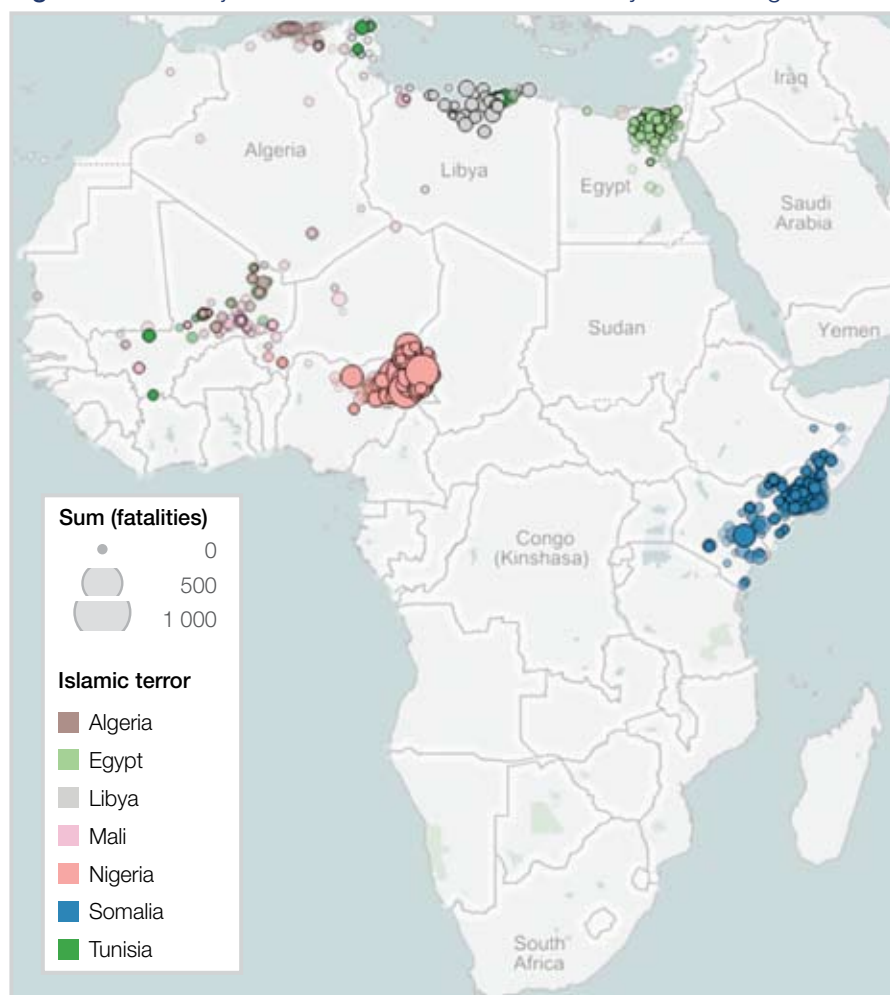 Iraq
Algeria
Libya
Egypt
Saudi
Arabia
Sudan
Yemen
Sum (fatalities)
0
500
1 000
Congo
(Kinshasa)
Islamic terror
Algeria
Egypt
Libya
Mali
Nigeria
Somalia
Tunisia
South
Africa